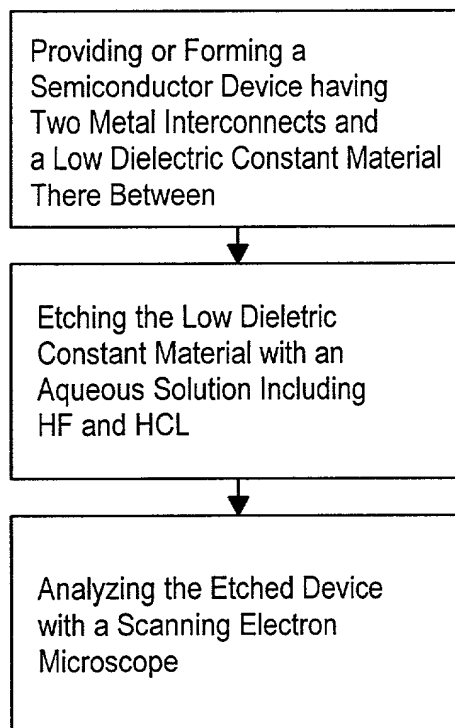 Providing or Forming a
Semiconductor Device having
Two Metal Interconnects and
a Low Dielectric Constant Material
There Between
Etching the Low Dieletric
Constant Material with an
Aqueous Solution Including
HF and HCL
Analyzing the Etched Device
with a Scanning Electron
Microscope